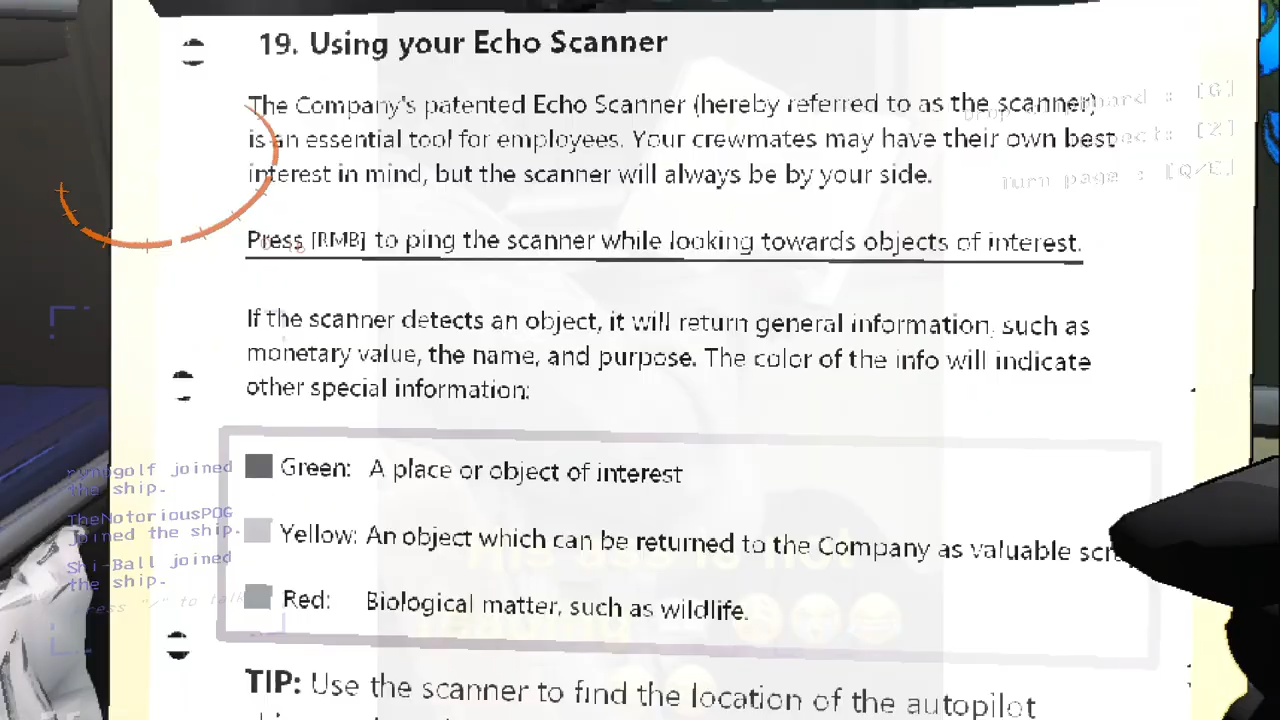 19. Using your Echo Scanner
The Company's patented Echo Scanner (hereby referred to as the scanner)
is an essential tool for employees. Your crewmates may have their own best
interest in mind, but the scanner will always be by your side.
Turn page : [Q/E]
Press [RMB] to ping the scanner while looking towards objects of interest.
If the scanner detects an object, it will return general information, such as
monetary value, the name, and purpose. The color of the info will indicate
other special information:
Green: A place or object of interest
Yellow: An object which can be returned to the Company as valuable
Red: Biological matter, such as wildlife.
joined
the ship.
TheNotoriousPOG
joined the ship.
Shi-Ball joined
the ship.
Press "/" to talk
TIP: Use the scanner to find the location of the autopilot